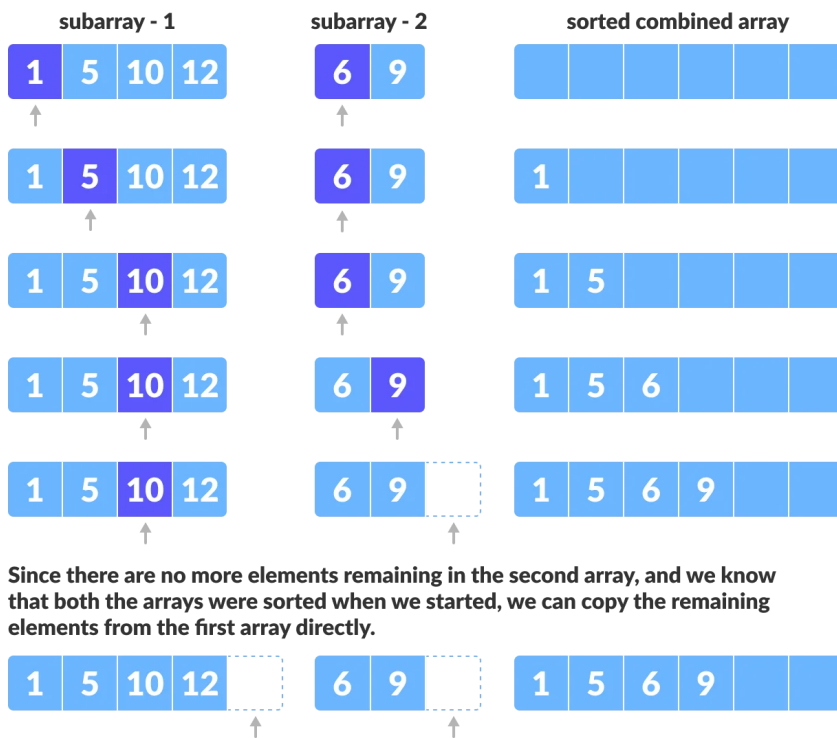 subarray - 1 subarray - 2 sorted combined array
1 5 10 12 6 9
1 5 10 12 6 9 1
1 5 10 12 6 9 1 5
1 5 10 12 6 9 1 5 6
1 5 10 12 6 9 1 5 6 9
Since there are no more elements remaining in the second array, and we know
that both the arrays were sorted when we started, we can copy the remaining
elements from the first array directly.
1 5 10 12 6 9 1 5 6 9